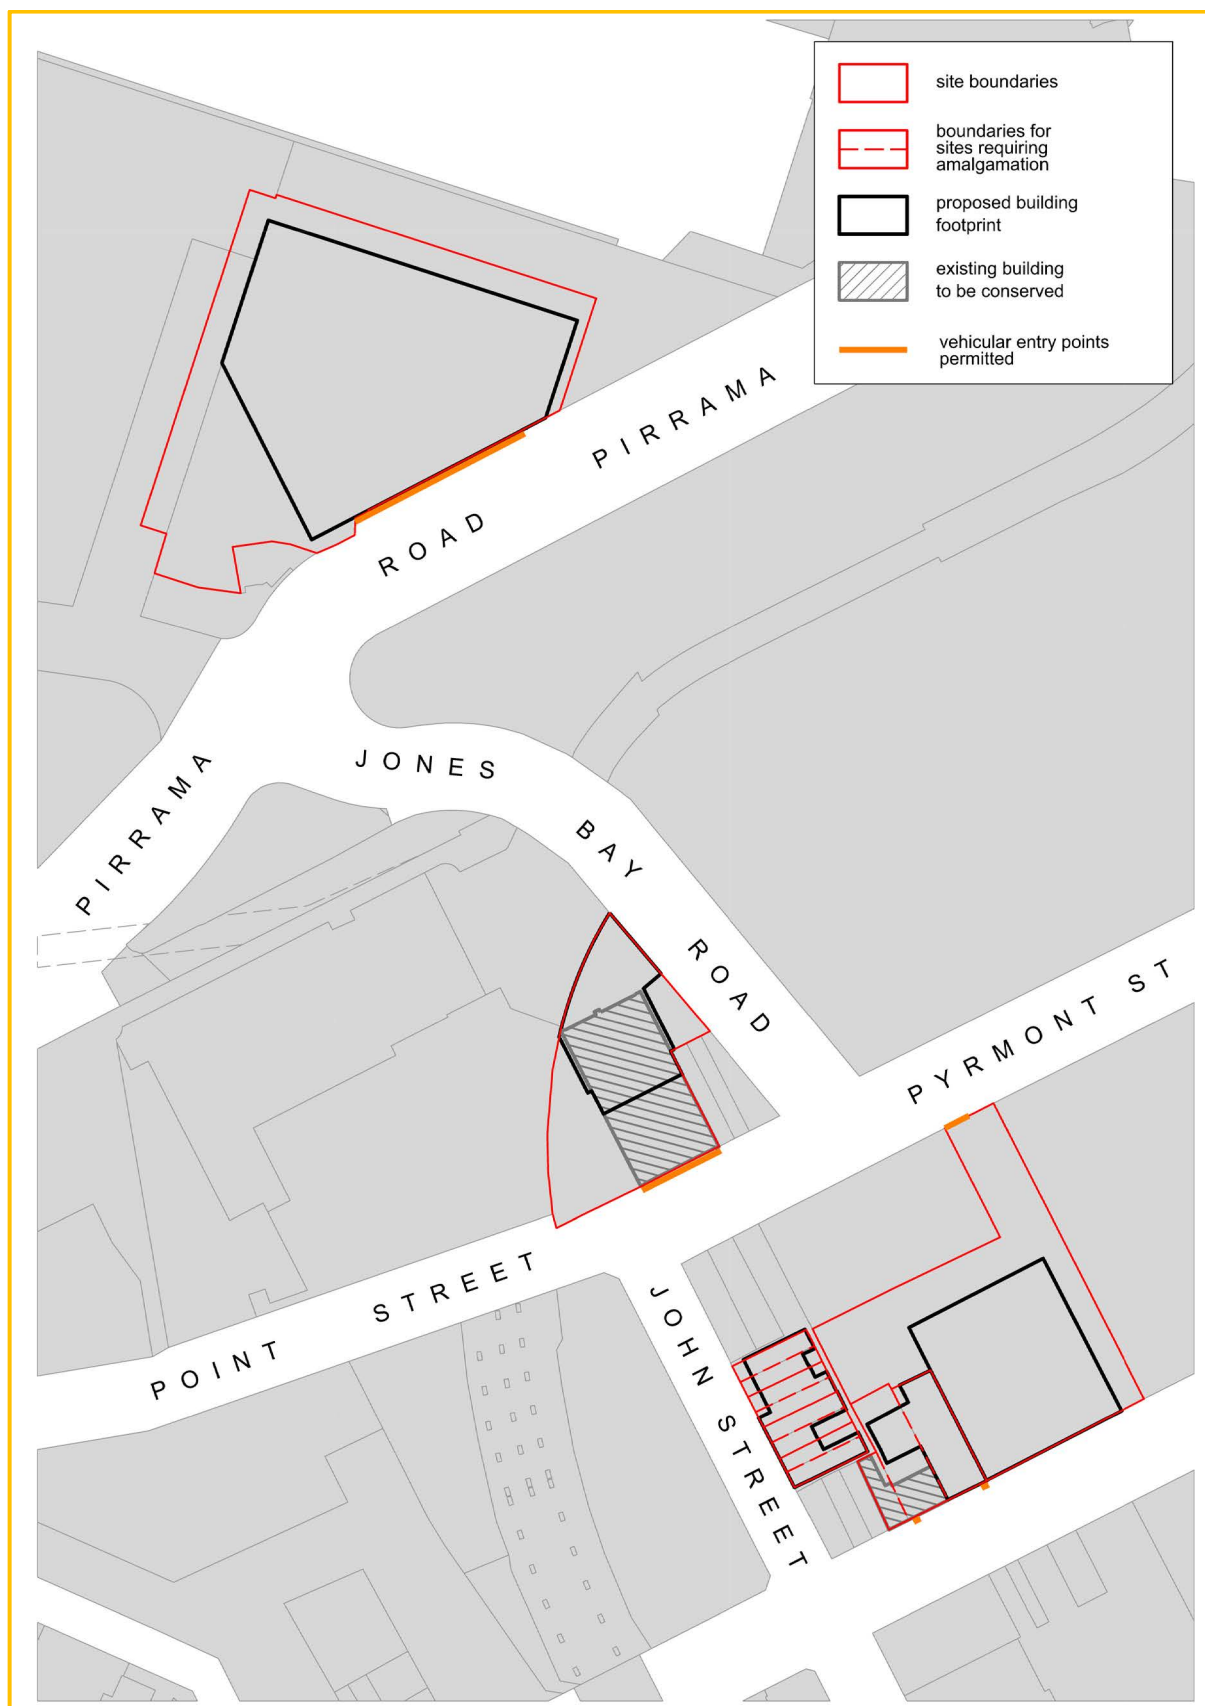 site boundaries
boundaries for
sites requiring
amalgamation
proposed building
footprint
existing building
to be conserved
vehicular entry points
permitted
PIRRAMA
ROAD
PIRRAMA
JONES
BAY
ROAD
PYRMONT ST
POINT STREET
JOHN STREET